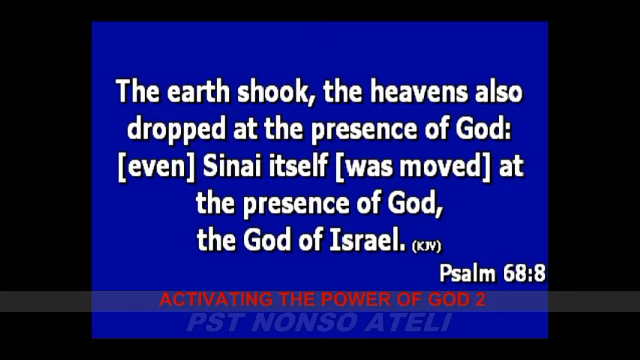 The earth shook, the heavens also
dropped at the presence of God:
[even] Sinai itself [was moved] at
the presence of God,
the God of Israel. (KJV)
Psalm 68:8
ACTIVATING THE POWER OF GOD 2
PST NONSO ATELI